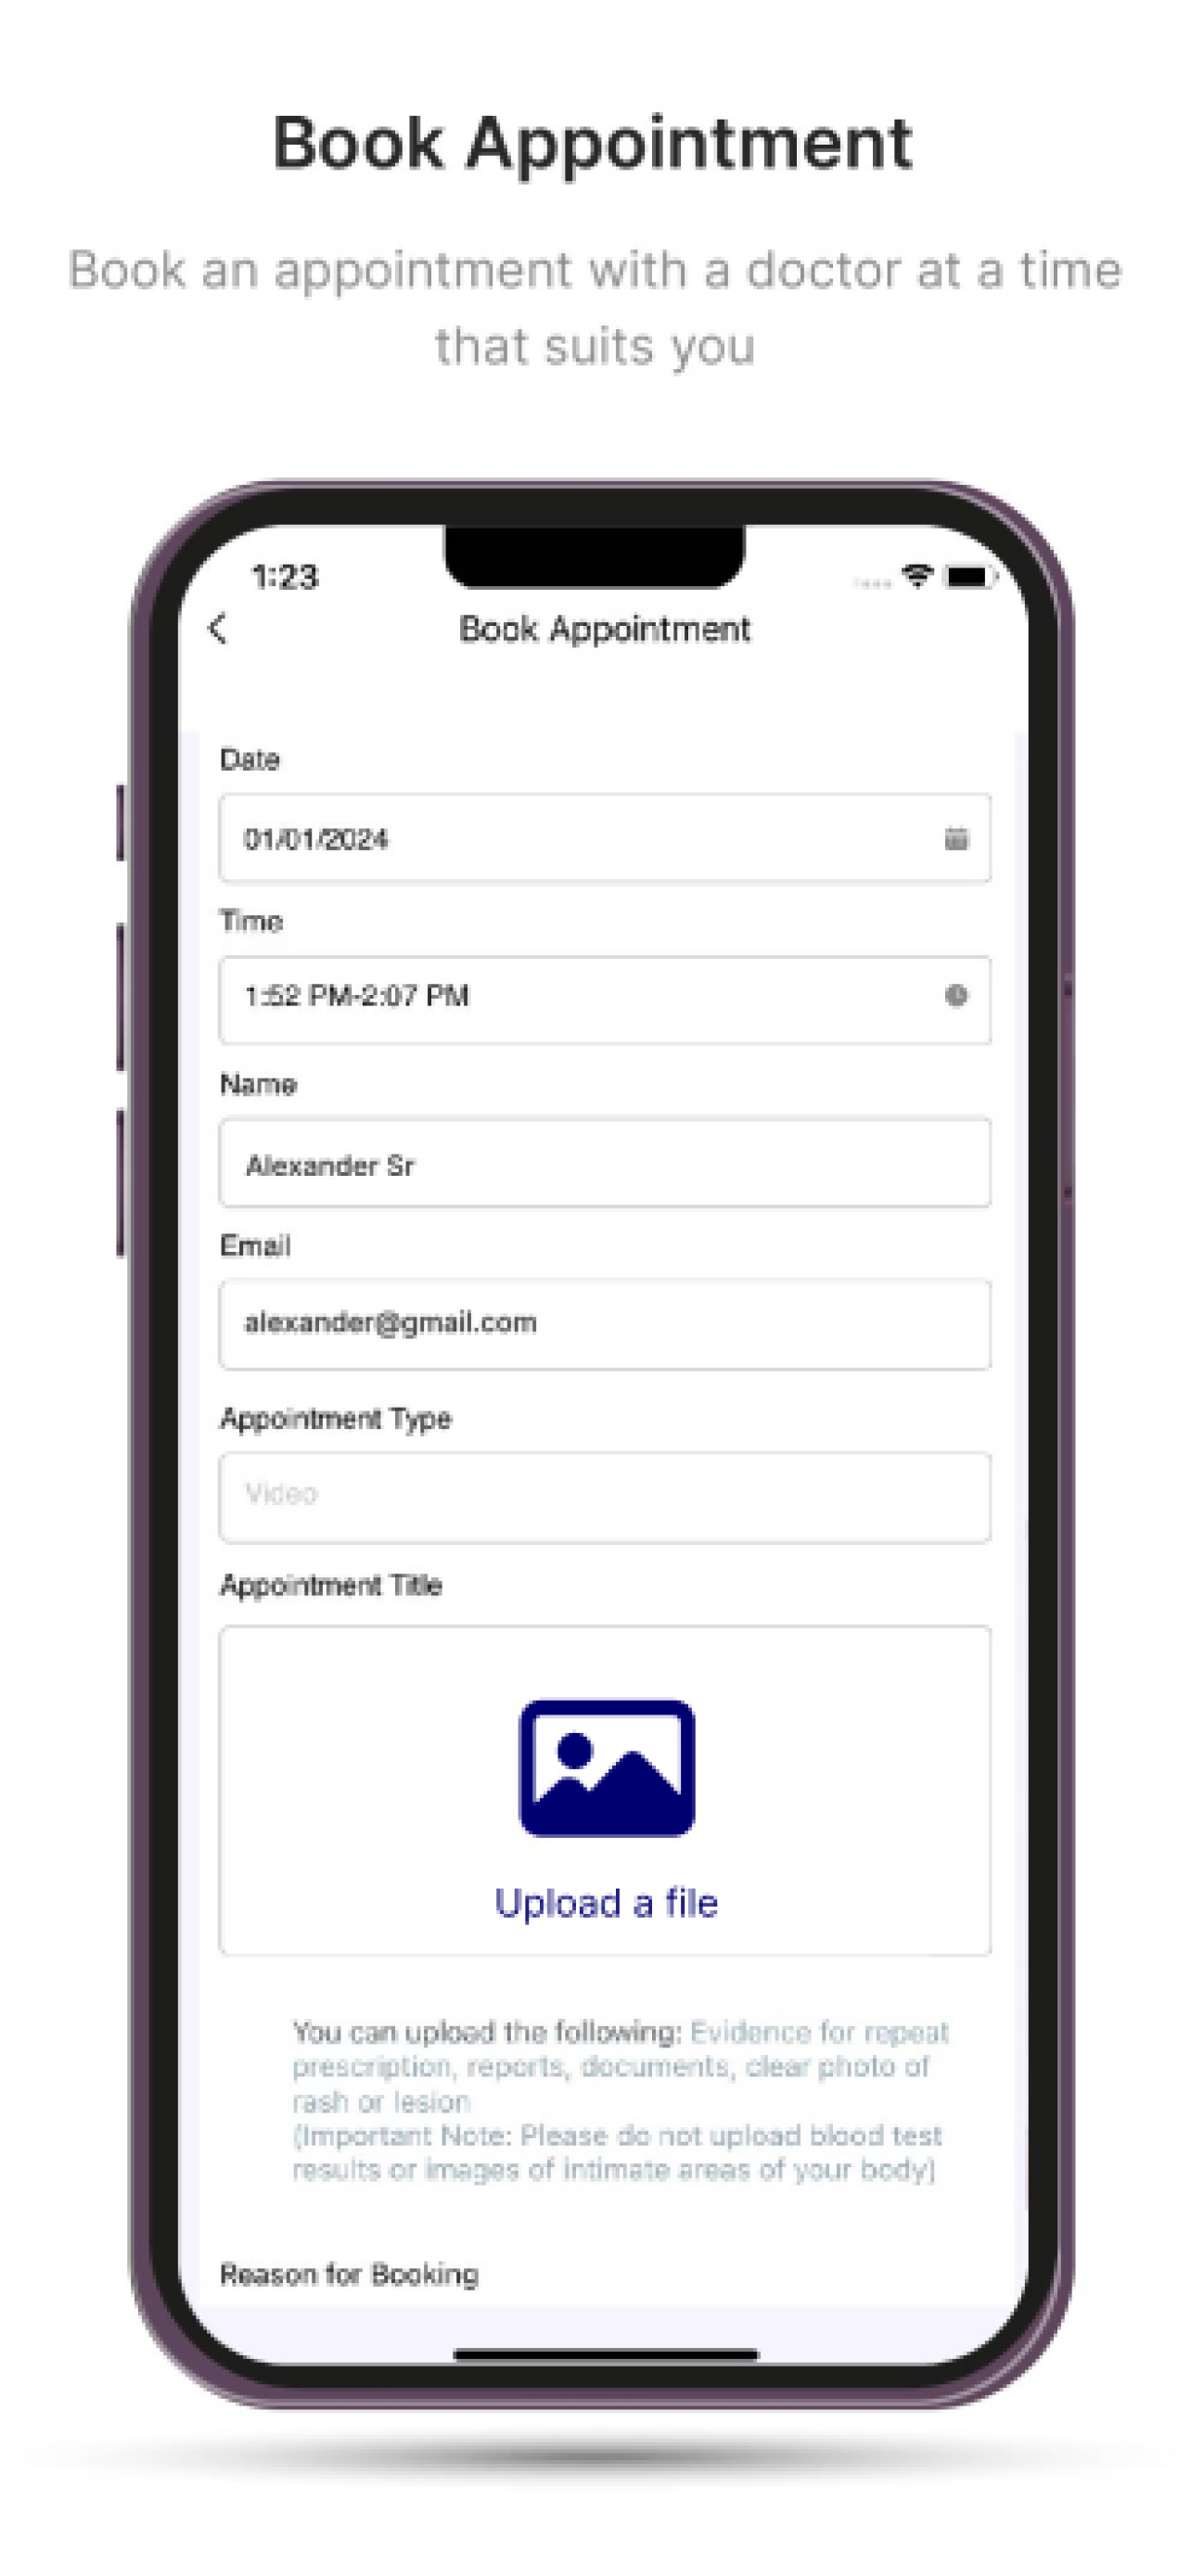 Book Appointment
Book an appointment with a doctor at a time
that suits you
1:23
Book Appointment
Date
01/01/2024
Time
1:52 PM-2:07 PM
Name
Alexander Sr
Email
alexander@gmail.com
Appointment Type
Video
Appointment Title
Upload a file
You can upload the following: Evidence for repeat
prescription, reports, documents, clear photo of
rash or lesion
(Important Note: Please do not upload blood test
results or images of intimate areas of your body)
Reason for Booking